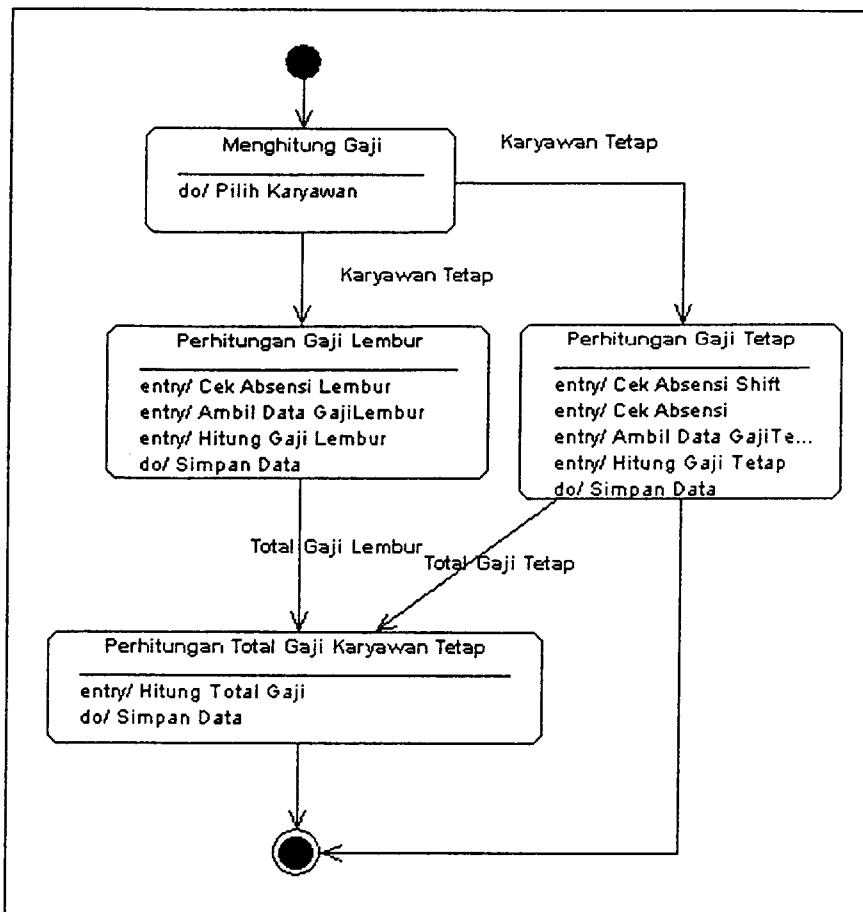 Menghitung Gaji
do/ Pilih Karyawan
Karyawan Tetap
Karyawan Tetap
Perhitungan Gaji Lembur
entry/ Cek Absensi Lembur
entry/ Ambil Data GajiLembur
entry/ Hitung Gaji Lembur
do/ Simpan Data
Perhitungan Gaji Tetap
entry/ Cek Absensi Shift
entry/ Cek Absensi
entry/ Ambil Data GajiTe...
entry/ Hitung Gaji Tetap
do/ Simpan Data
Total Gaji Lembur
Total Gaji Tetap
Perhitungan Total Gaji Karyawan Tetap
entry/ Hitung Total Gaji
do/ Simpan Data